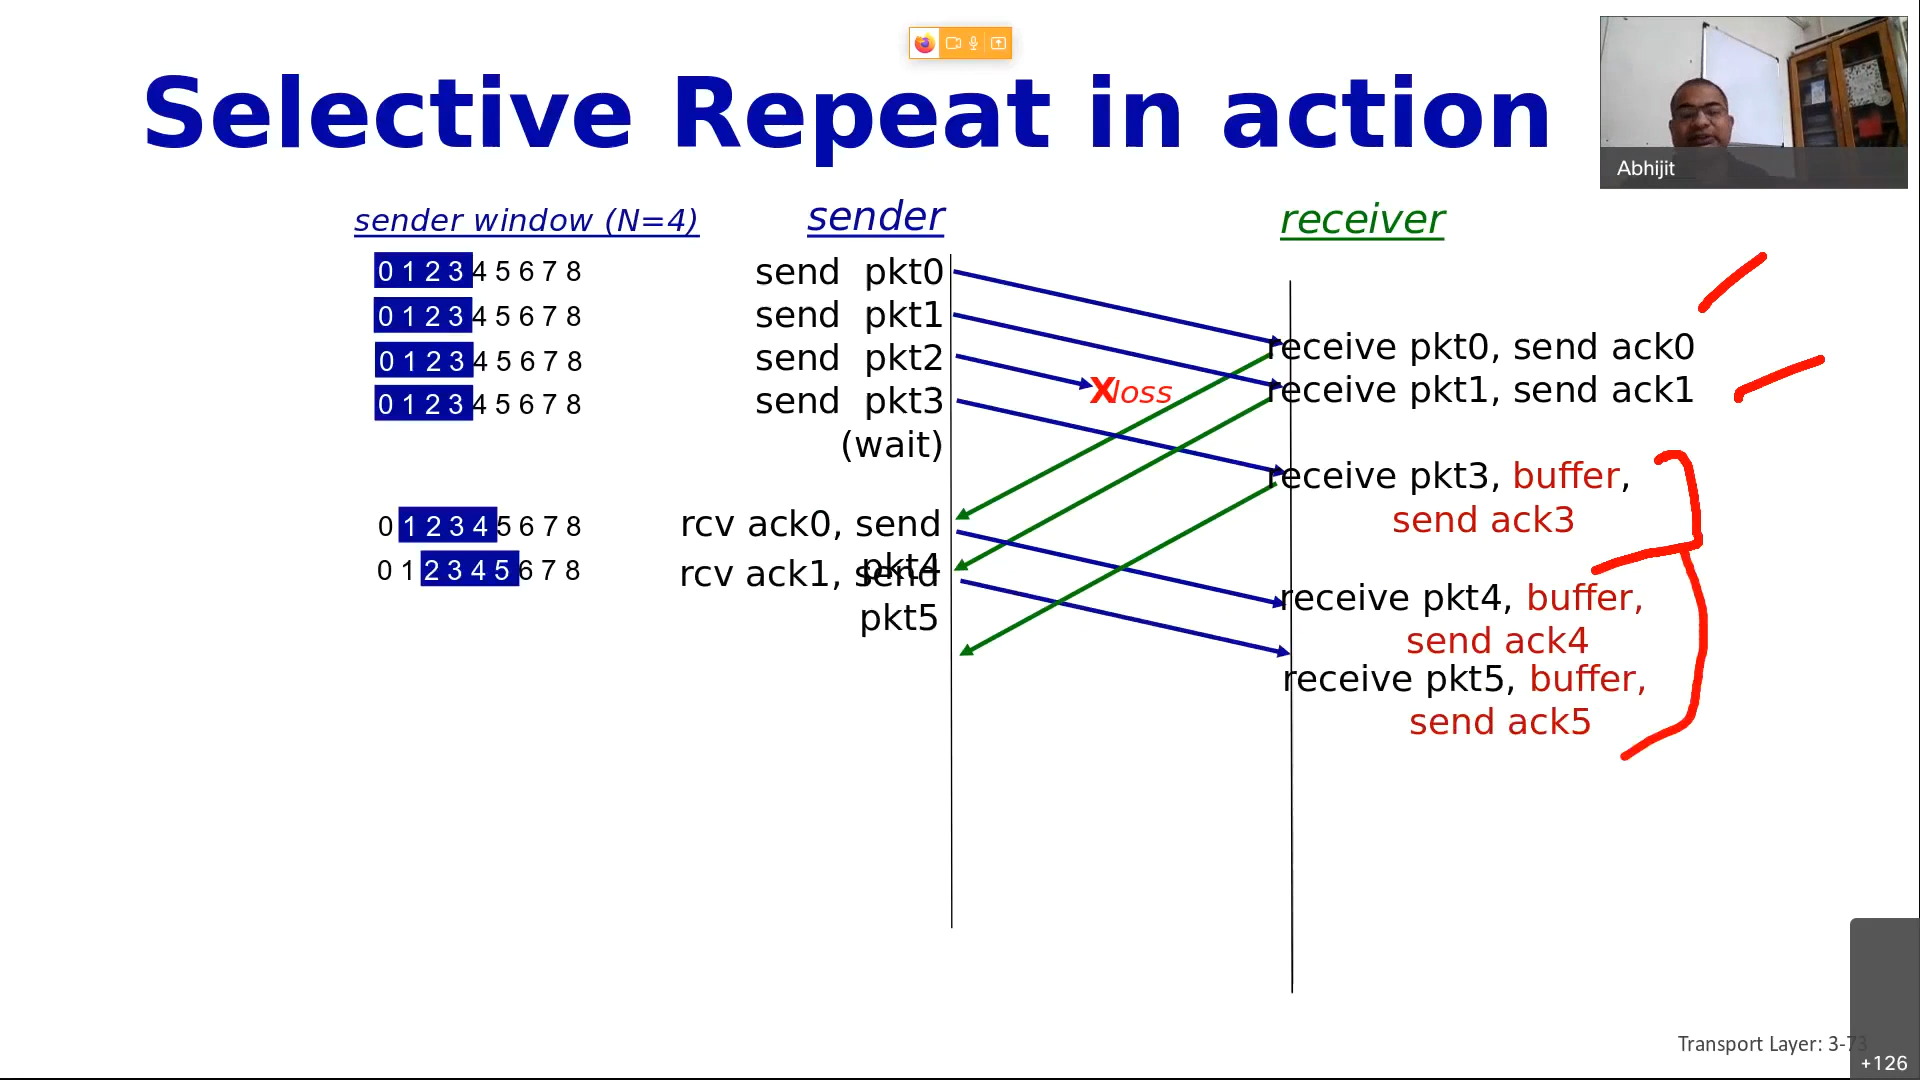 Selective Repeat in action
Abhijit
sender window (N=4)
sender
receiver
0 1 2 3 4 5 6 7 8
send pkt0
0 1 2 3 4 5 6 7 8
send pkt1
receive pkt0, send ack0
0 1 2 3 4 5 6 7 8
send pkt2
X loss
receive pkt1, send ack1
0 1 2 3 4 5 6 7 8
send pkt3
(wait)
receive pkt3, buffer,
send ack3
0 1 2 3 4 5 6 7 8
rcv ack0, send
pkt4
0 1 2 3 4 5 6 7 8
rcv ack1, send
pkt5
receive pkt4, buffer,
send ack4
receive pkt5, buffer,
send ack5
Transport Layer: 3-73
+126